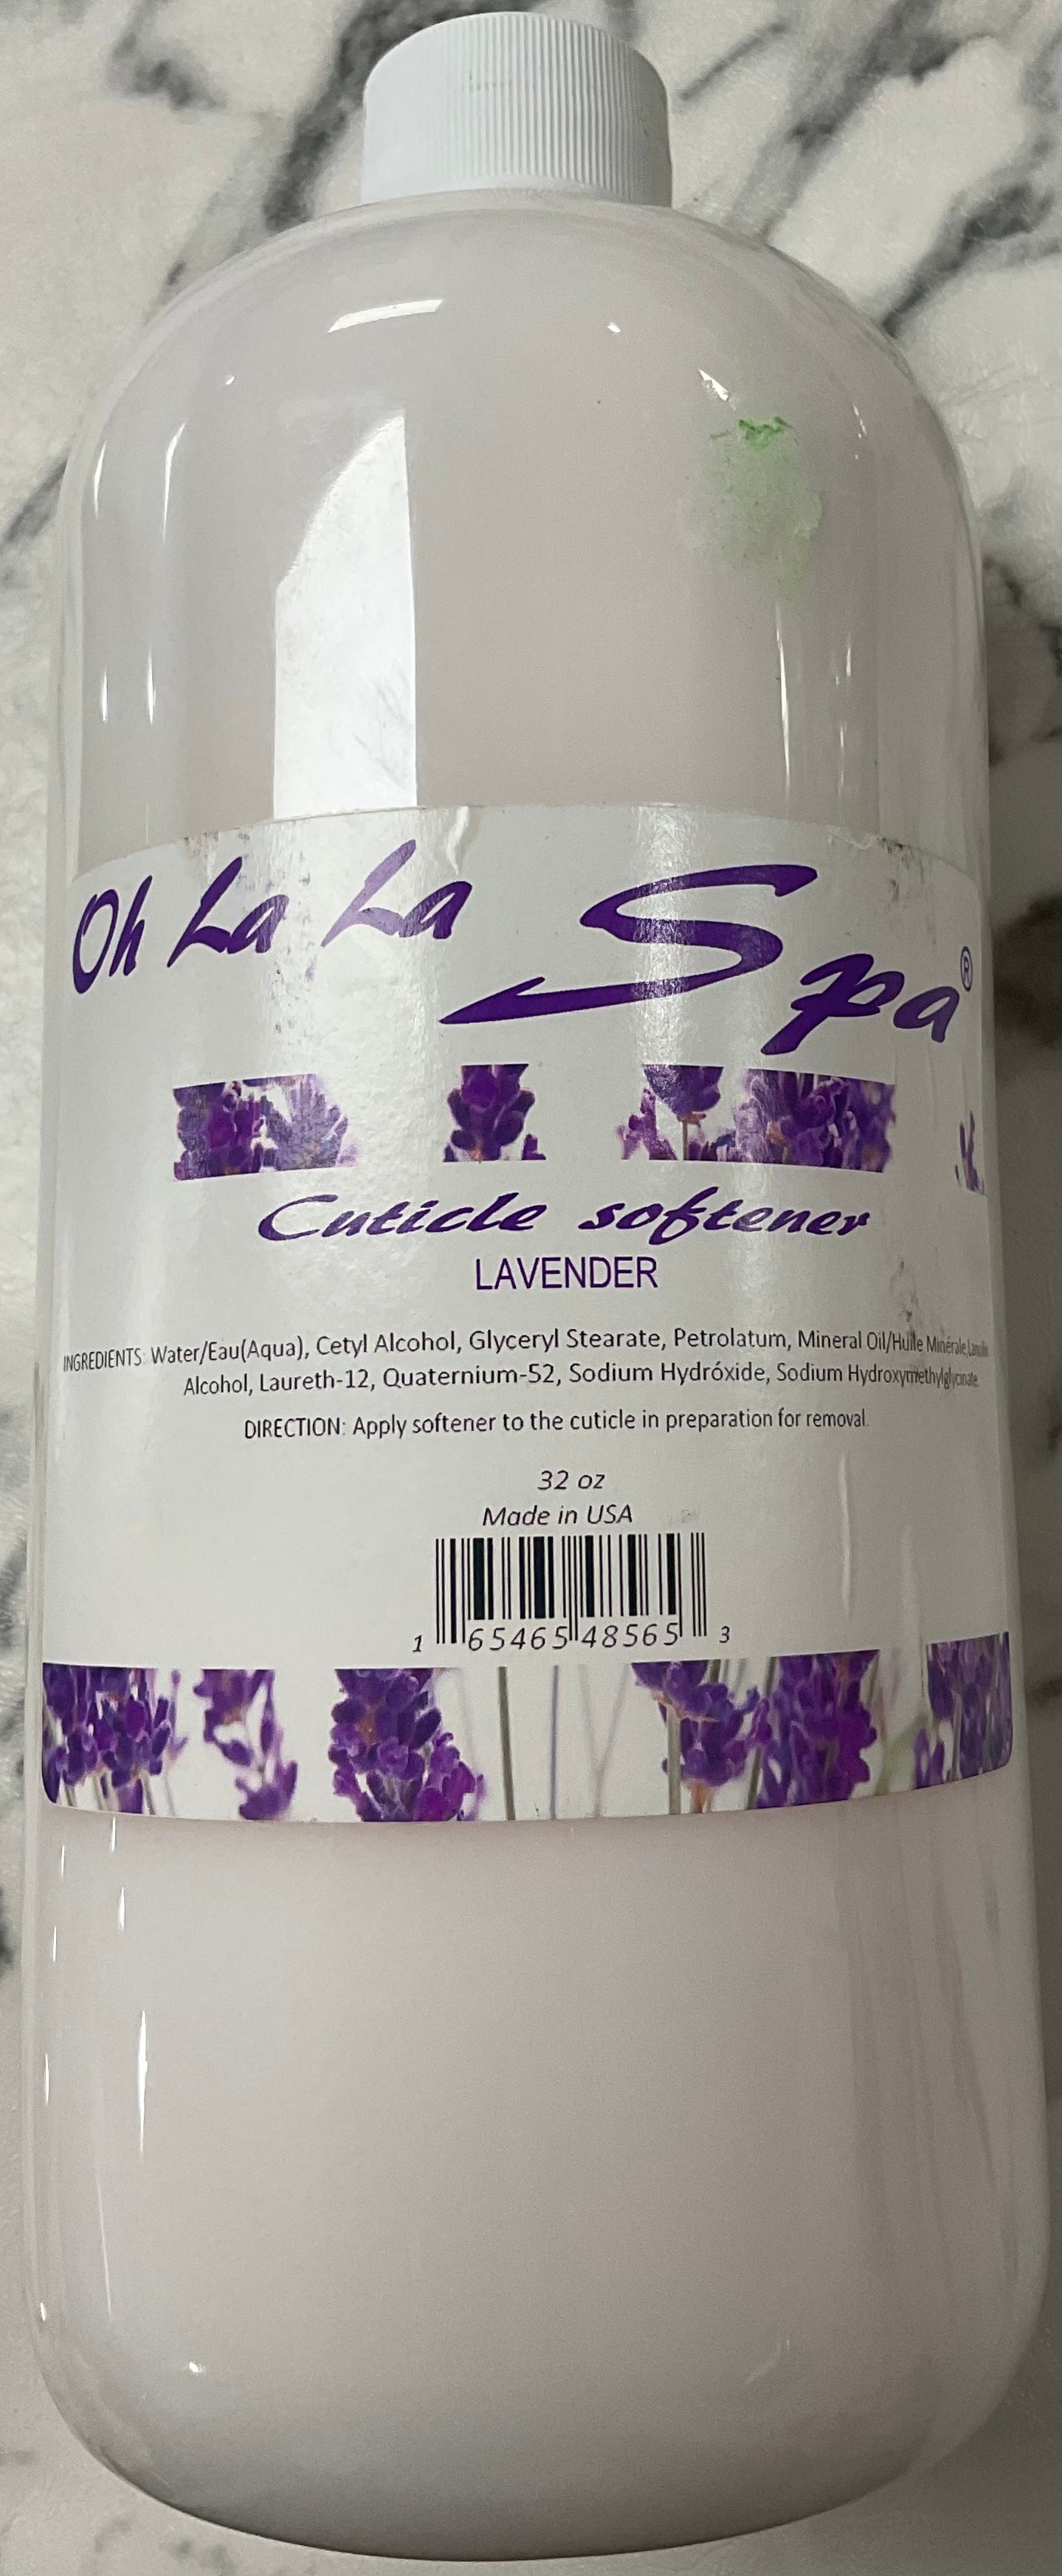 Oh La La Spa®
Cuticle softener
LAVENDER
INGREDIENTS: Water/Eau(Aqua), Cetyl Alcohol, Glyceryl Stearate, Petrolatum, Mineral Oil/Huile Minérale, Lanolin
Alcohol, Laureth-12, Quaternium-52, Sodium Hydróxide, Sodium Hydroxymethylglycinate
DIRECTION: Apply softener to the cuticle in preparation for removal.
32 oz
Made in USA
1 65465 48565 3